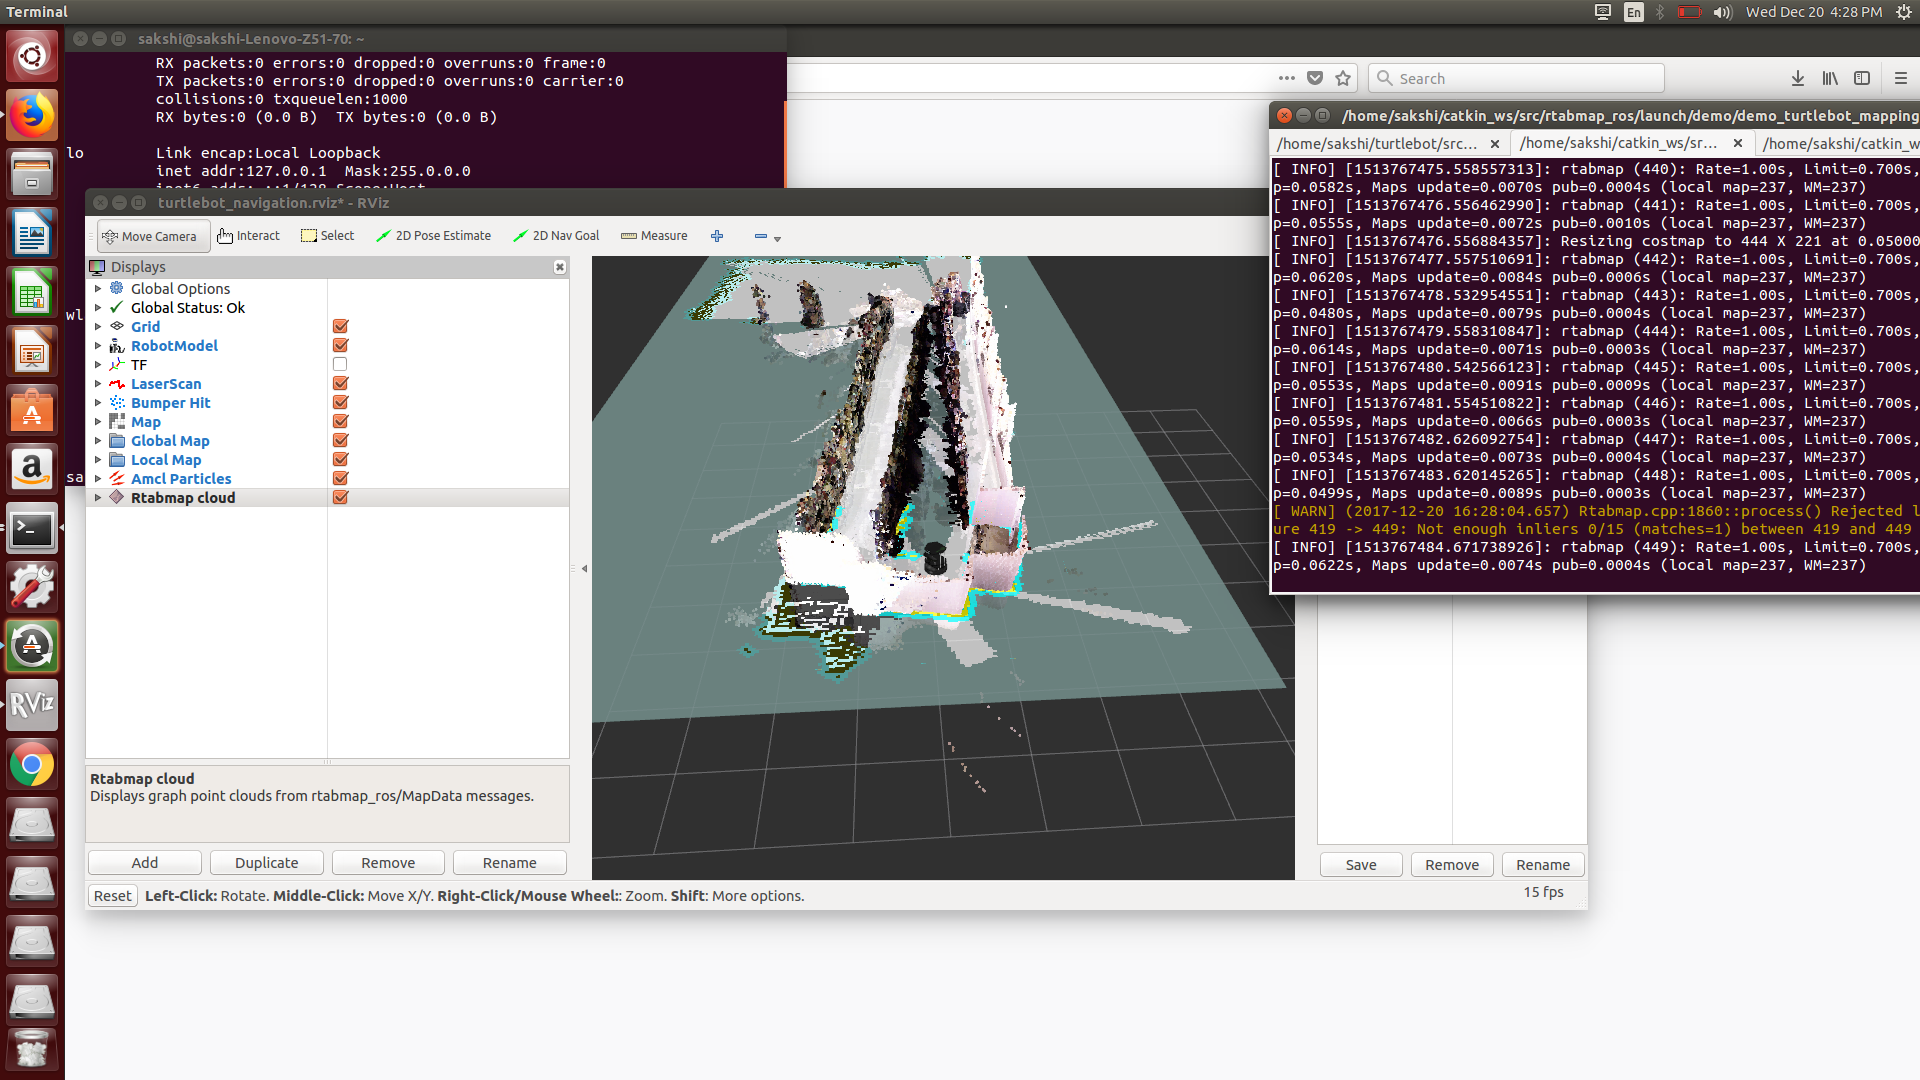 Terminal
En
Wed Dec 20 4:28 PM
sakshi@sakshi-Lenovo-Z51-70: ~
RX packets:0 errors:0 dropped:0 overruns:0 frame:0
TX packets:0 errors:0 dropped:0 overruns:0 carrier:0
collisions:0 txqueuelen:1000
RX bytes:0 (0.0 B)  TX bytes:0 (0.0 B)
lo Link encap:Local Loopback
inet addr:127.0.0.1  Mask:255.0.0.0
inet6 addr: ::1/128 Scope:Host
wl
sa
Search
turtlebot_navigation.rviz* - RViz
Move Camera
Interact
Select
2D Pose Estimate
2D Nav Goal
Measure
Displays
Global Options
Global Status: Ok
Grid
RobotModel
TF
LaserScan
Bumper Hit
Map
Global Map
Local Map
Amcl Particles
Rtabmap cloud
Rtabmap cloud
Displays graph point clouds from rtabmap_ros/MapData messages.
Add
Duplicate
Remove
Rename
Reset
Left-Click: Rotate. Middle-Click: Move X/Y. Right-Click/Mouse Wheel:: Zoom. Shift: More options.
/home/sakshi/catkin_ws/src/rtabmap_ros/launch/demo/demo_turtlebot_mapping
/home/sakshi/turtlebot/src...
/home/sakshi/catkin_ws/sr...
/home/sakshi/catkin_w
[ INFO] [1513767475.558557313]: rtabmap (440): Rate=1.00s, Limit=0.700s,
p=0.0582s, Maps update=0.0070s pub=0.0004s (local map=237, WM=237)
[ INFO] [1513767476.556462990]: rtabmap (441): Rate=1.00s, Limit=0.700s,
p=0.0555s, Maps update=0.0072s pub=0.0010s (local map=237, WM=237)
[ INFO] [1513767476.556884357]: Resizing costmap to 444 X 221 at 0.05000
[ INFO] [1513767477.557510691]: rtabmap (442): Rate=1.00s, Limit=0.700s,
p=0.0620s, Maps update=0.0084s pub=0.0006s (local map=237, WM=237)
[ INFO] [1513767478.532954551]: rtabmap (443): Rate=1.00s, Limit=0.700s,
p=0.0480s, Maps update=0.0079s pub=0.0004s (local map=237, WM=237)
[ INFO] [1513767479.558310847]: rtabmap (444): Rate=1.00s, Limit=0.700s,
p=0.0614s, Maps update=0.0071s pub=0.0003s (local map=237, WM=237)
[ INFO] [1513767480.542566123]: rtabmap (445): Rate=1.00s, Limit=0.700s,
p=0.0553s, Maps update=0.0091s pub=0.0009s (local map=237, WM=237)
[ INFO] [1513767481.554510822]: rtabmap (446): Rate=1.00s, Limit=0.700s,
p=0.0559s, Maps update=0.0066s pub=0.0003s (local map=237, WM=237)
[ INFO] [1513767482.626092754]: rtabmap (447): Rate=1.00s, Limit=0.700s,
p=0.0534s, Maps update=0.0073s pub=0.0004s (local map=237, WM=237)
[ INFO] [1513767483.620145265]: rtabmap (448): Rate=1.00s, Limit=0.700s,
p=0.0499s, Maps update=0.0089s pub=0.0003s (local map=237, WM=237)
[ WARN] (2017-12-20 16:28:04.657) Rtabmap.cpp:1860::process() Rejected l
ure 419 -> 449: Not enough inliers 0/15 (matches=1) between 419 and 449
[ INFO] [1513767484.671738926]: rtabmap (449): Rate=1.00s, Limit=0.700s,
p=0.0622s, Maps update=0.0074s pub=0.0004s (local map=237, WM=237)
Save
Remove
Rename
15 fps
RViz